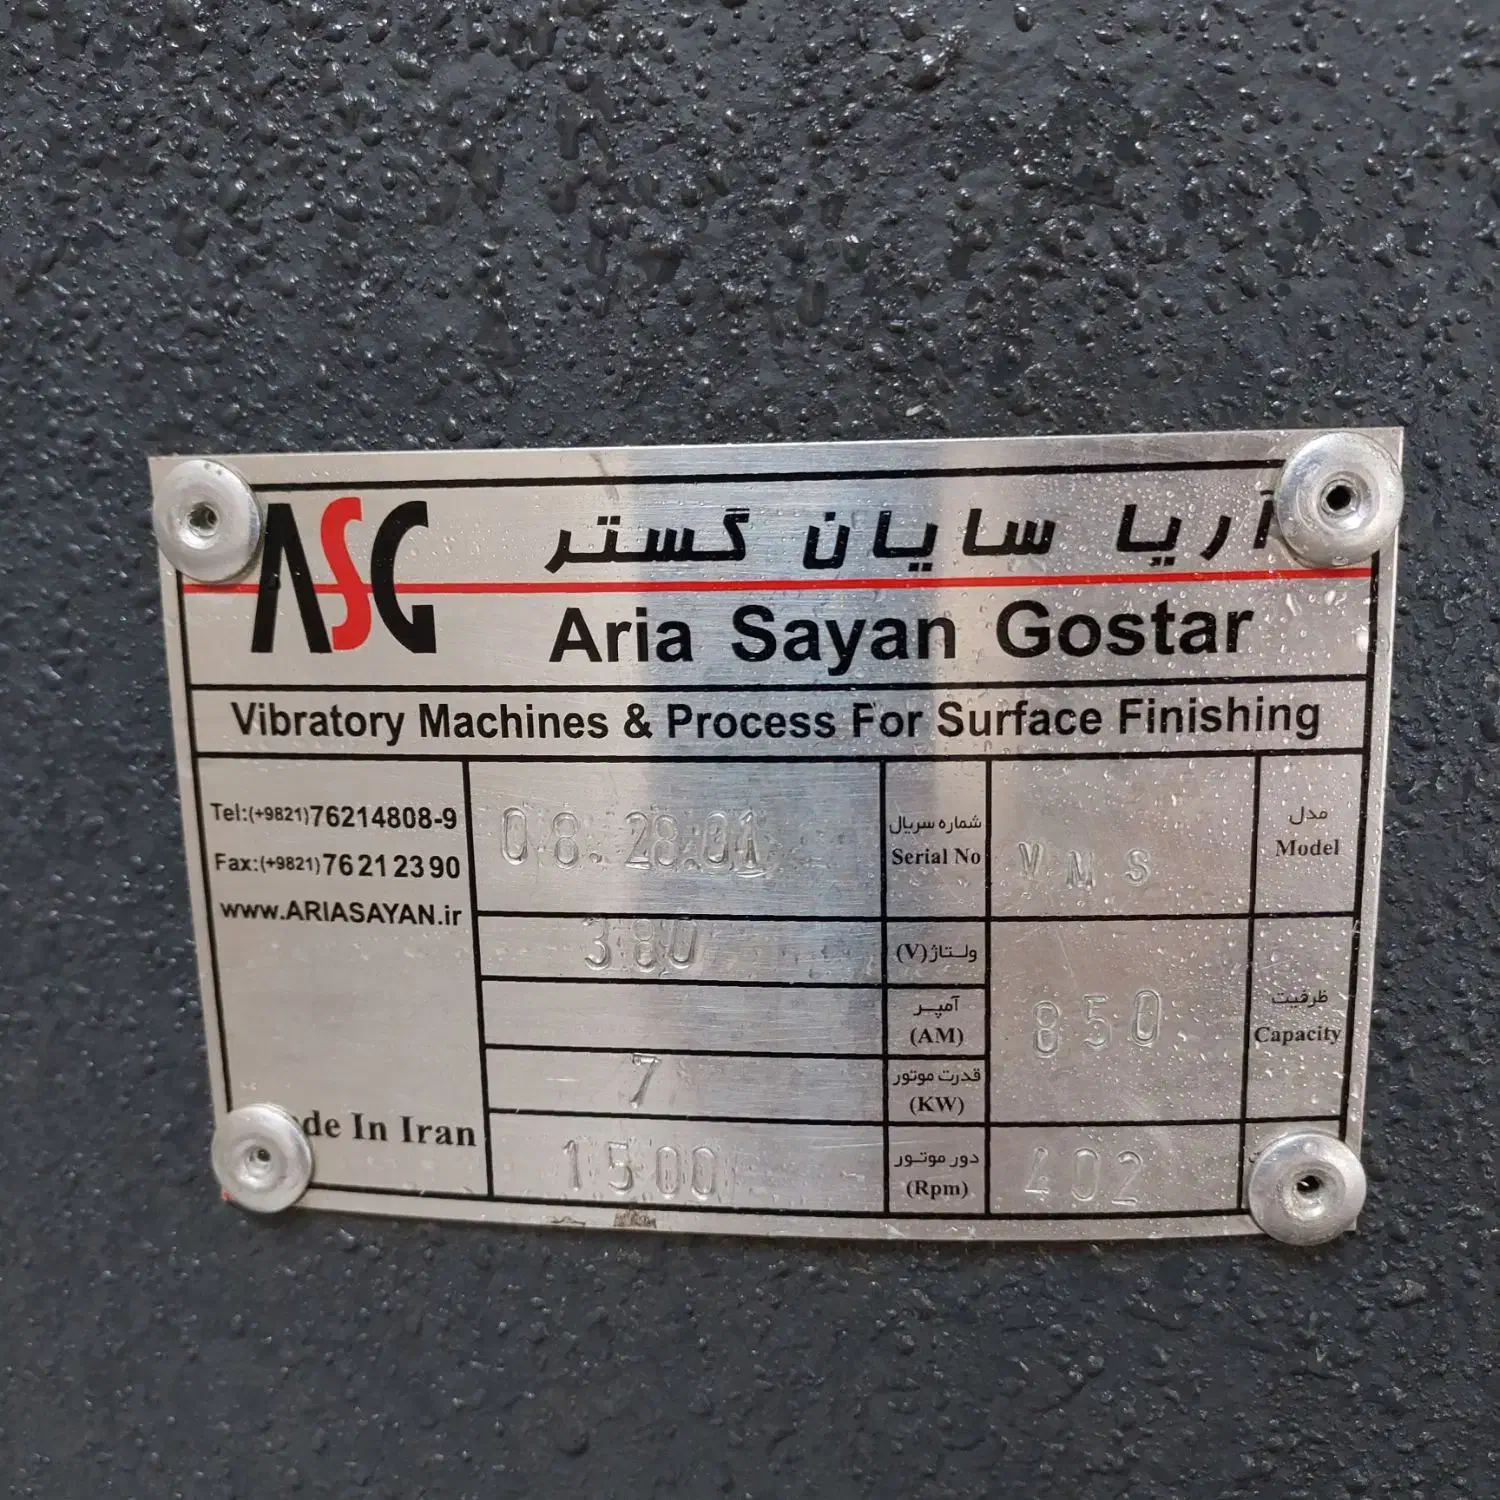 ASG
آریا سایان گستر
Aria Sayan Gostar
Vibratory Machines & Process For Surface Finishing
Tel:(+9821)76214808-9
Fax:(+9821)76212390
www.ARIASAYAN.ir
In Iran
08.28.01
شماره سریال
Serial No
VMS
مدل
Model
380
ولتاژ(V)
آمپر
(AM)
850
ظرفیت
Capacity
7
قدرت موتور
(KW)
1500
دور موتور
(Rpm)
402